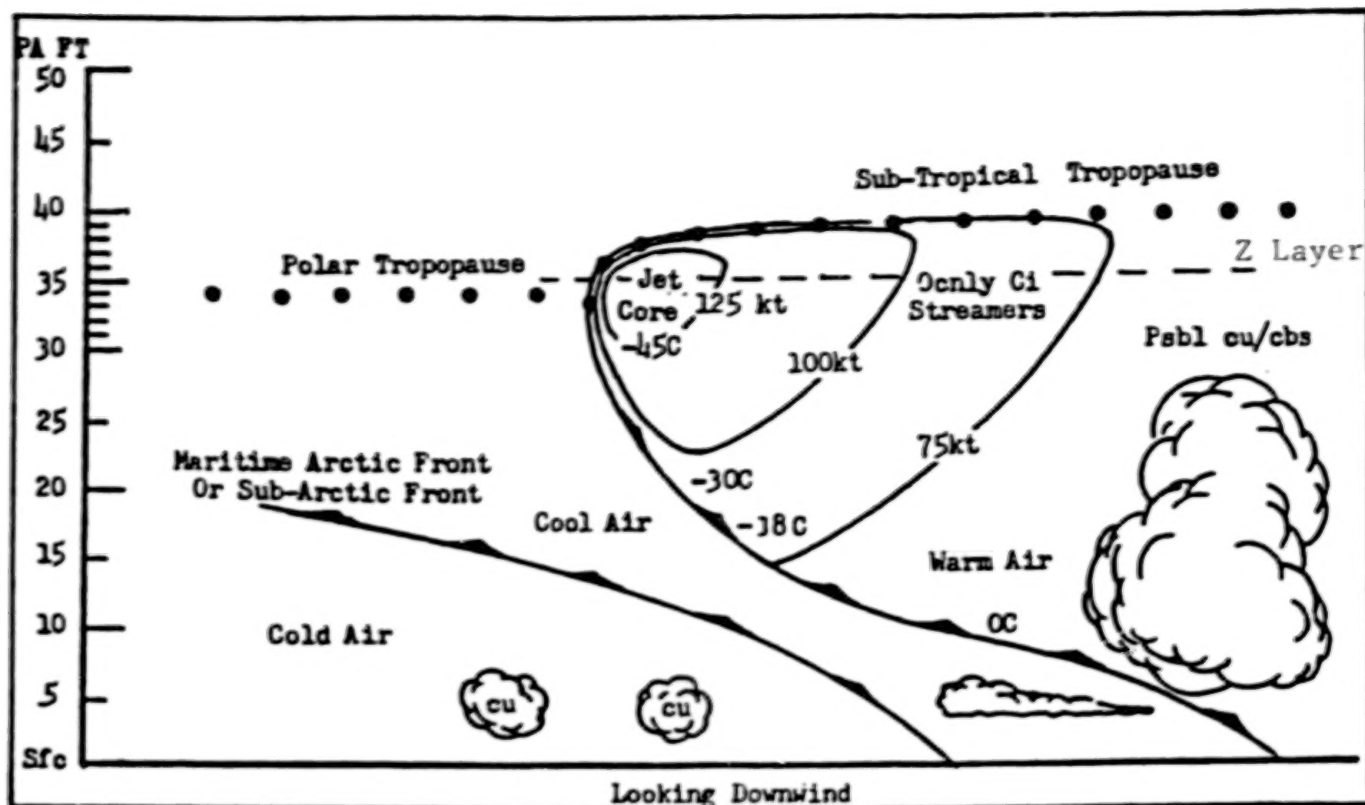 PA FT
50
45
40
35
30
25
20
15
10
5
Sfc
Sub-Tropical Tropopause
Z Layer
Polar Tropopause
Jet
Core
125 kt
-45C
Ocnly Ci
Streamers
Psbl cu/cbs
100kt
75kt
Maritime Arctic Front
Or Sub-Arctic Front
-30C
Cool Air
-18C
Warm Air
0C
Cold Air
cu
cu
Looking Downwind